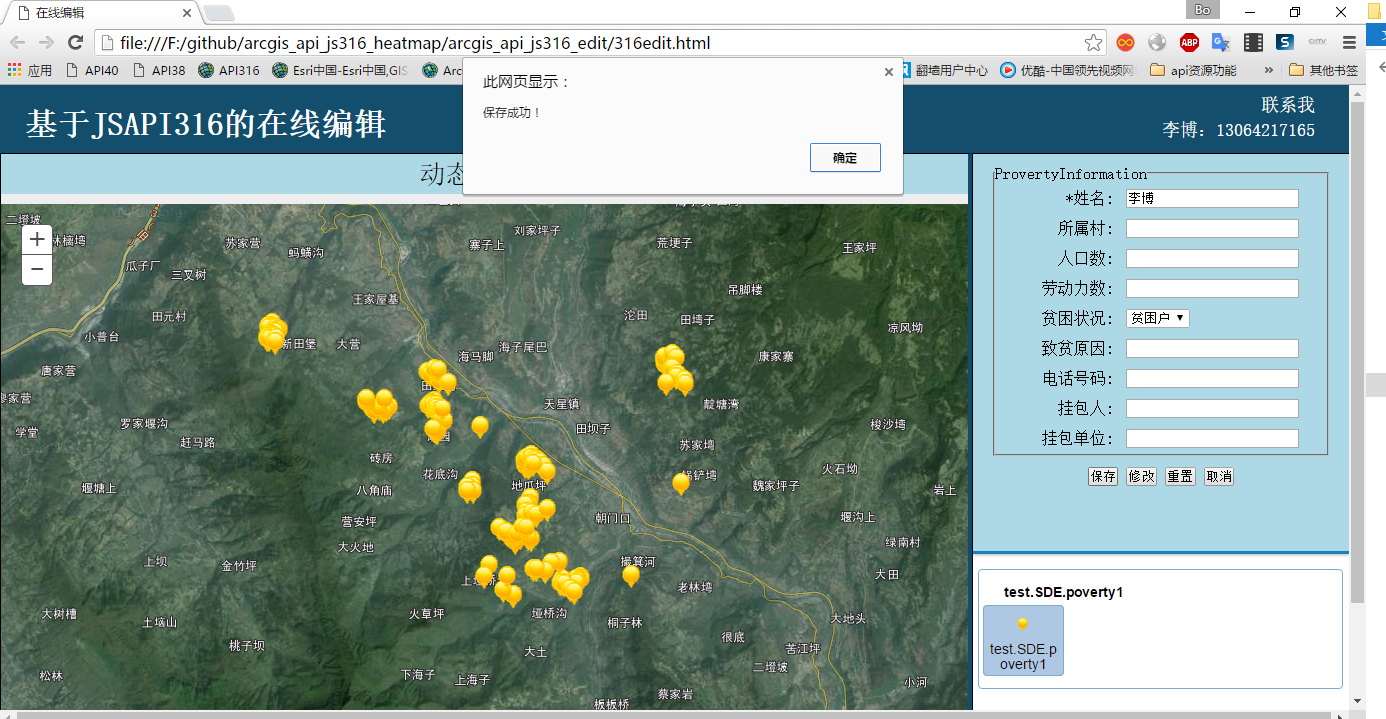 在线编辑
Bo
file:///F:/github/arcgis_api_js316_heatmap/arcgis_api_js316_edit/316edit.html
ABP
应用 API40 API38 API316 Esri中国-Esri中国,GIS Arc 翻墙用户中心 优酷-中国领先视频网 api资源功能 » 其他书签
此网页显示：
保存成功！
确定
基于JSAPI316的在线编辑
联系我
李博：13064217165
动态
ProvertyInformation
*姓名： 李博
所属村：
人口数：
劳动力数：
贫困状况： 贫困户
致贫原因：
电话号码：
挂包人：
挂包单位：
保存 修改 重置 取消
test.SDE.poverty1
test.SDE.p
overty1
+
−
二墱坡
刘家坪子
苏家营
蚂蟥沟
寨子上
荒埂子
王家坪
瓜子厂
三叉树
吊脚楼
王家屋基
田元村
沱田
田塆子
凉风坳
小普台
新田堡
大营
海马脚
海子尾巴
康家寨
唐家营
廖家营
天星镇
靛塘湾
罗家堰沟
学堂
赶马路
田坝子
梭沙塆
苏家塆
砖房
花底沟
锅铲塆
火石坳
堰塘上
八角庙
地瓜坪
魏家坪子
岩上
营安坪
朝门口
堰沟上
大火地
绿南村
上坝
金竹坪
撮箕河
老林塆
大田
大树槽
土垴山
火草坪
垭桥沟
桐子林
大地头
桃子坝
很底
大土
苦江坪
二墱坡
松林
下海子
上海子
蔡家岩
小河
板板桥